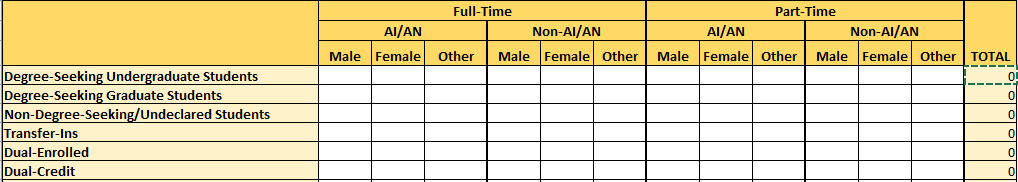 Full-Time Part-Time
AI/AN Non-AI/AN AI/AN Non-AI/AN
Male Female Other Male Female Other Male Female Other Male Female Other TOTAL
Degree-Seeking Undergraduate Students 0
Degree-Seeking Graduate Students 0
Non-Degree-Seeking/Undeclared Students 0
Transfer-Ins 0
Dual-Enrolled 0
Dual-Credit 0